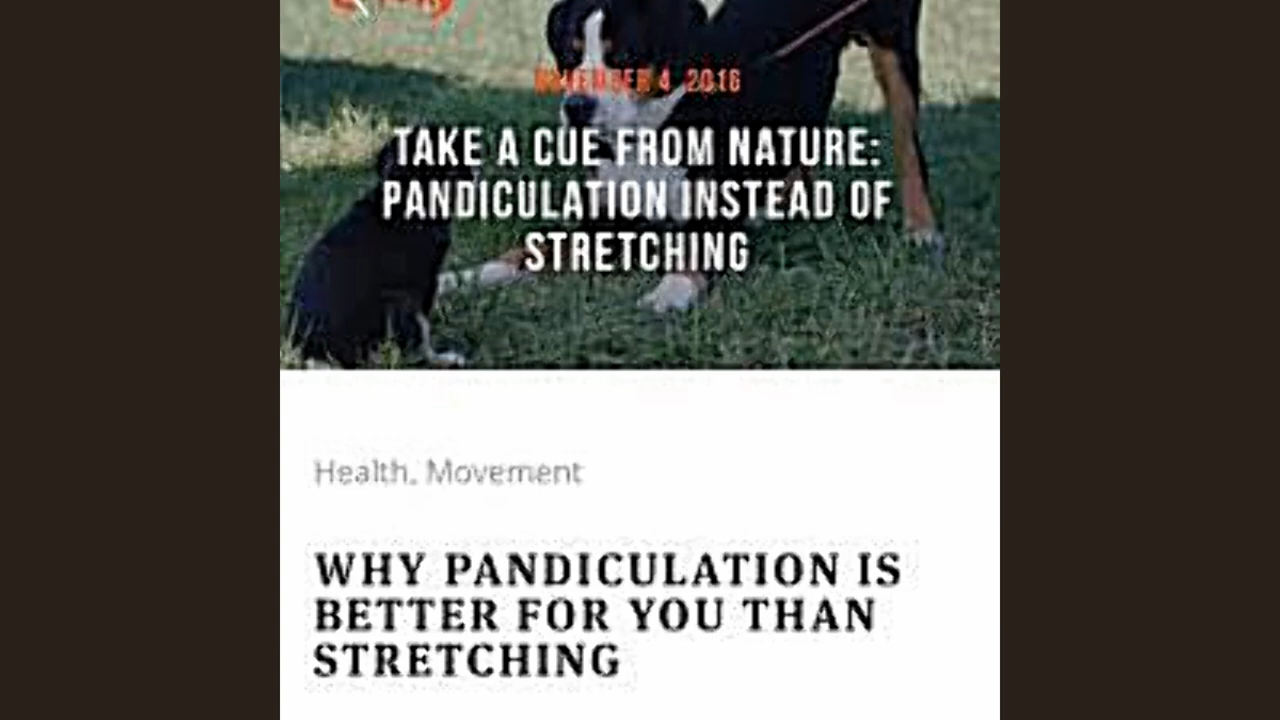 NOVEMBER 4, 2016
TAKE A CUE FROM NATURE:
PANDICULATION INSTEAD OF
STRETCHING
Health, Movement
WHY PANDICULATION IS
BETTER FOR YOU THAN
STRETCHING